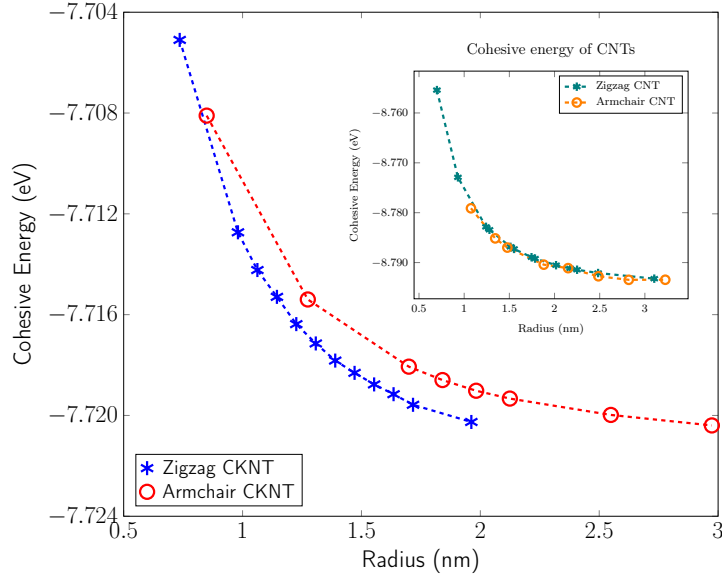 −7.704
−7.708
−7.712
−7.716
−7.720
−7.724
Cohesive Energy (eV)
0.5 1 1.5 2 2.5 3
Radius (nm)
Zigzag CKNT
Armchair CKNT
Cohesive energy of CNTs
Zigzag CNT
Armchair CNT
−8.760
−8.770
−8.780
−8.790
Cohesive Energy (eV)
0.5 1 1.5 2 2.5 3
Radius (nm)